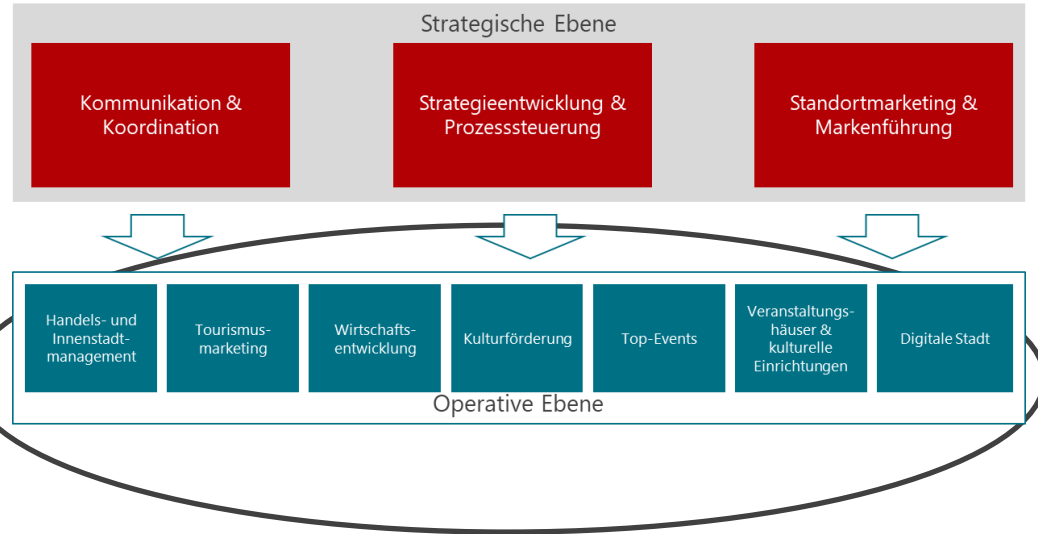 Strategische Ebene
Kommunikation &
Koordination
Strategieentwicklung &
Prozesssteuerung
Standortmarketing &
Markenführung
Handels- und
Innenstadt-
management
Tourismus-
marketing
Wirtschafts-
entwicklung
Kulturförderung
Top-Events
Veranstaltungs-
häuser &
kulturelle
Einrichtungen
Digitale Stadt
Operative Ebene